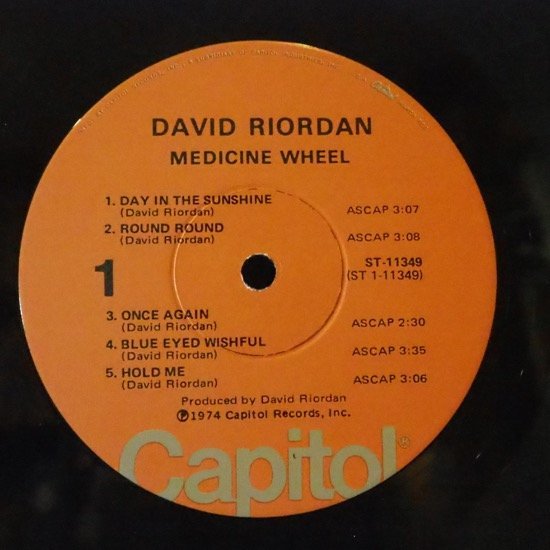 DAVID RIORDAN
MEDICINE WHEEL
1. DAY IN THE SUNSHINE
(David Riordan) ASCAP 3:07
2. ROUND ROUND
(David Riordan) ASCAP 3:08
ST-11349
1 (ST 1-11349)
3. ONCE AGAIN
(David Riordan) ASCAP 2:30
4. BLUE EYED WISHFUL
(David Riordan) ASCAP 3:35
5. HOLD ME
(David Riordan) ASCAP 3:06
Produced by David Riordan
℗1974 Capitol Records, Inc.
Capitol®